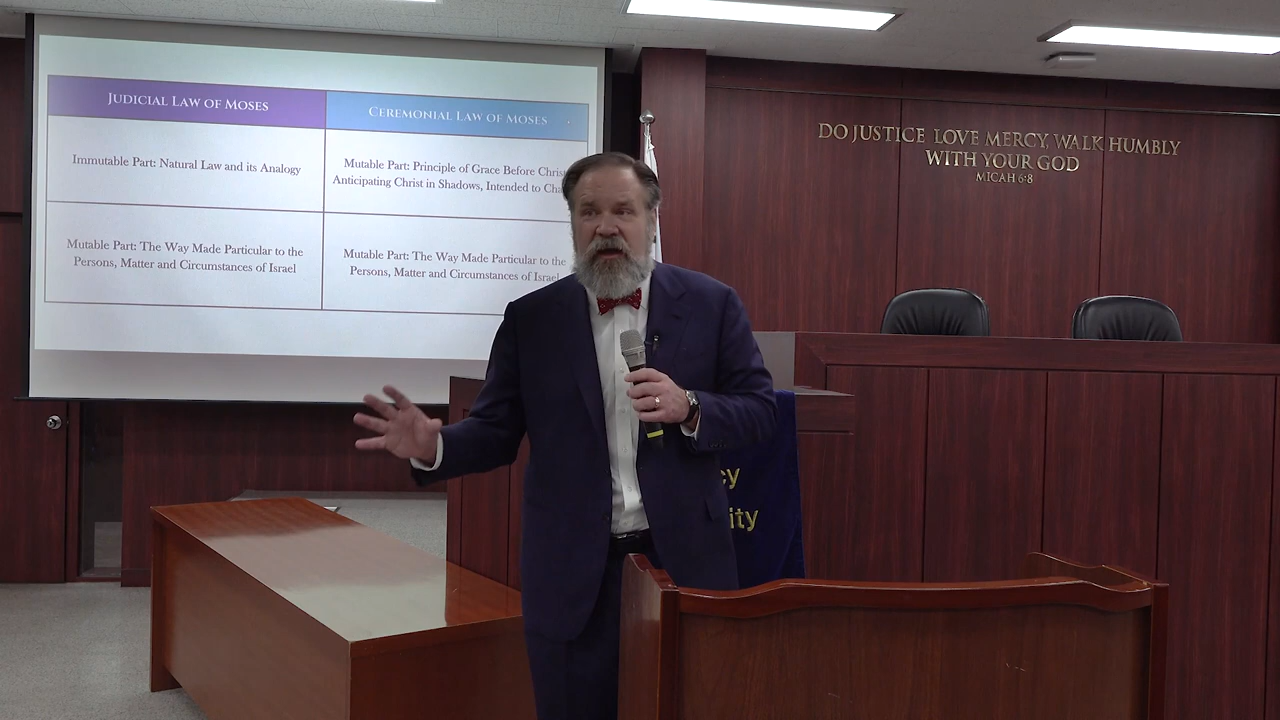 JUDICIAL LAW OF MOSES
CEREMONIAL LAW OF MOSES
Immutable Part: Natural Law and its Analogy
Mutable Part: Principle of Grace Before
Anticipating Christ in Shadows, Intended to
Mutable Part: The Way Made Particular to the
Persons, Matter and Circumstances of Israel
Mutable Part: The Way Made Particular to the
Persons, Matter and Circumstances of Israel
DO JUSTICE, LOVE MERCY, WALK HUMBLY
WITH YOUR GOD
MICAH 6:8